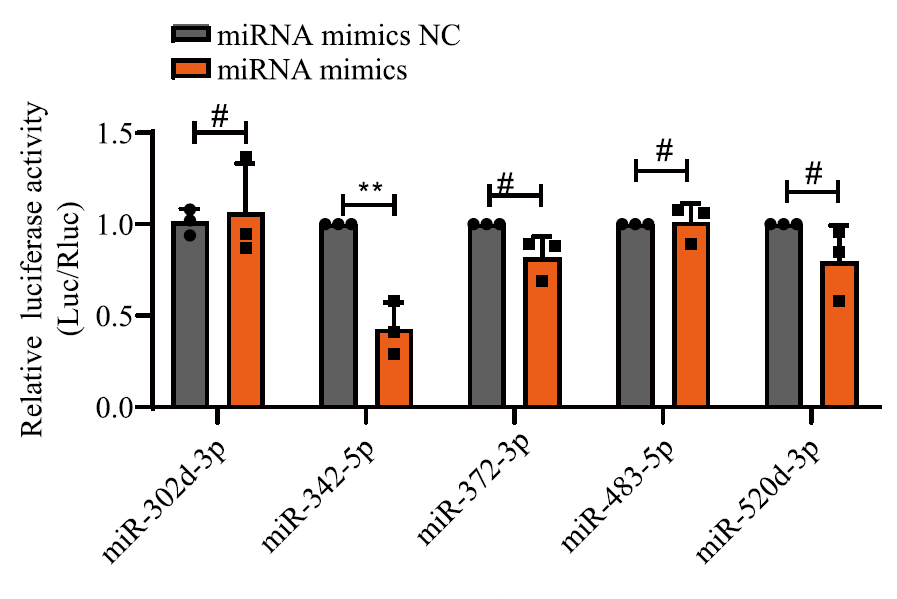 miRNA mimics NC
miRNA mimics
Relative luciferase activity
(Luc/Rluc)
1.5
1.0
0.5
0.0
#
**
#
#
#
miR-302d-3p
miR-342-5p
miR-372-3p
miR-483-5p
miR-520d-3p